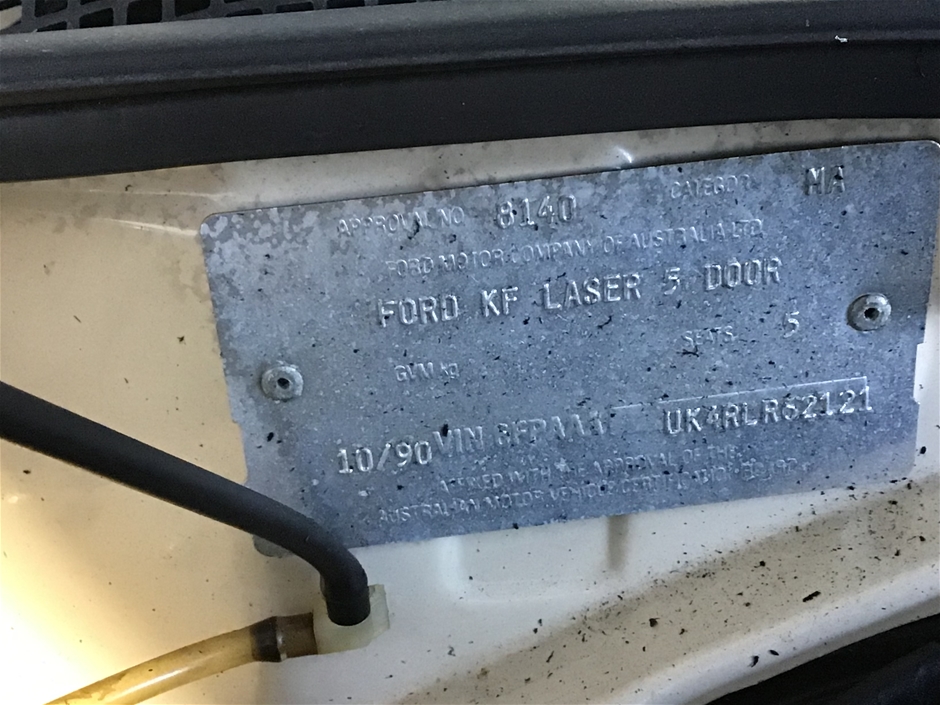 APPROVAL NO. 8140 CATEGORY MA
FORD MOTOR COMPANY OF AUSTRALIA LTD.
FORD KF LASER 5 DOOR
GVM kg SEATS 5
10/90 VIN UK4RLR62121
AFFIXED WITH THE APPROVAL OF THE
AUSTRALIAN MOTOR VEHICLE CERTIFICATION BOARD